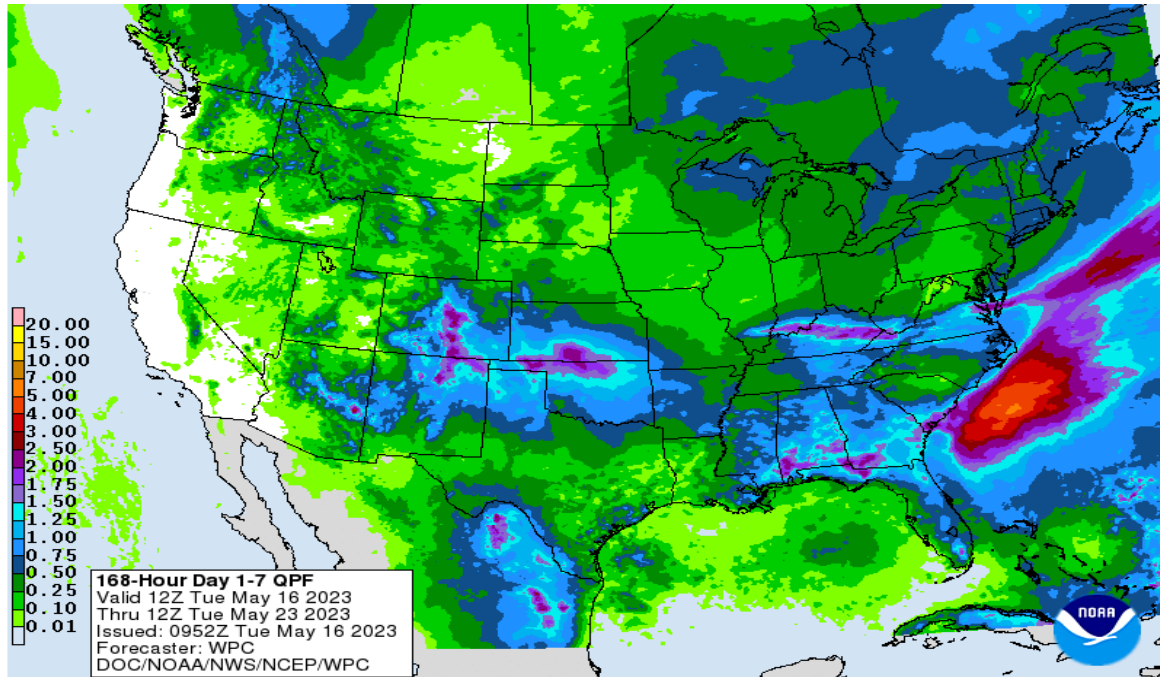 20.00
15.00
10.00
7.00
5.00
4.00
3.00
2.50
2.00
1.75
1.50
1.25
1.00
0.75
0.50
0.25
0.10
0.01
168-Hour Day 1-7 QPF
Valid 12Z Tue May 16 2023
Thru 12Z Tue May 23 2023
Issued: 0952Z Tue May 16 2023
Forecaster: WPC
DOC/NOAA/NWS/NCEP/WPC
NOAA